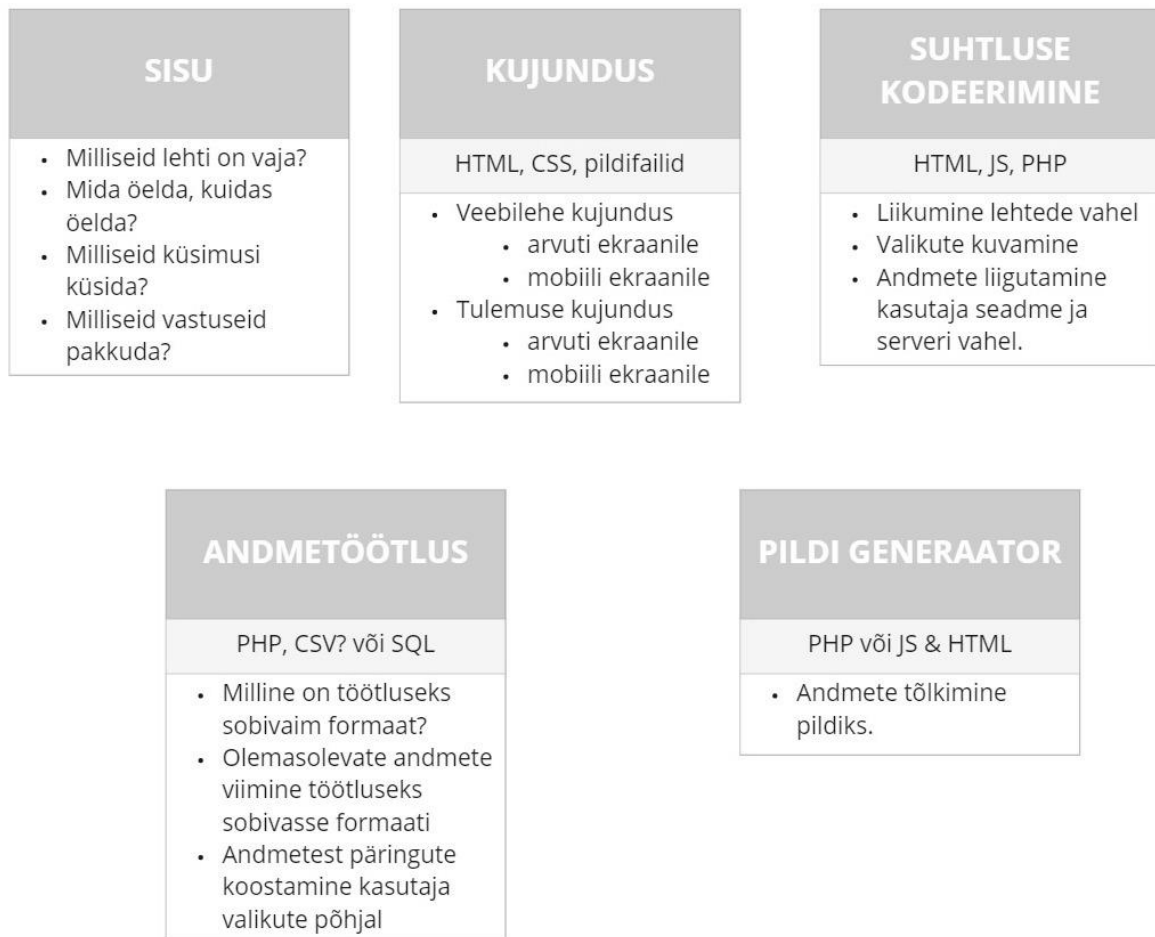 SISU
• Milliseid lehti on vaja?
• Mida öelda, kuidas
öelda?
• Milliseid küsimusi
küsida?
• Milliseid vastuseid
pakkuda?
KUJUNDUS
HTML, CSS, pildifailid
• Veebilehe kujundus
• arvuti ekraanile
• mobiili ekraanile
• Tulemuse kujundus
• arvuti ekraanile
• mobiili ekraanile
SUHTLUSE
KODEERIMINE
HTML, JS, PHP
• Liikumine lehtede vahel
• Valikute kuvamine
• Andmete liigutamine
kasutaja seadme ja
serveri vahel.
ANDMETÖÖTLUS
PHP, CSV? või SQL
• Milline on töötluseks
sobivaim formaat?
• Olemasolevate andmete
viimine töötluseks
sobivasse formaati
• Andmetest päringute
koostamine kasutaja
valikute põhjal
PILDI GENERAATOR
PHP või JS & HTML
• Andmete tõlkimine
pildiks.